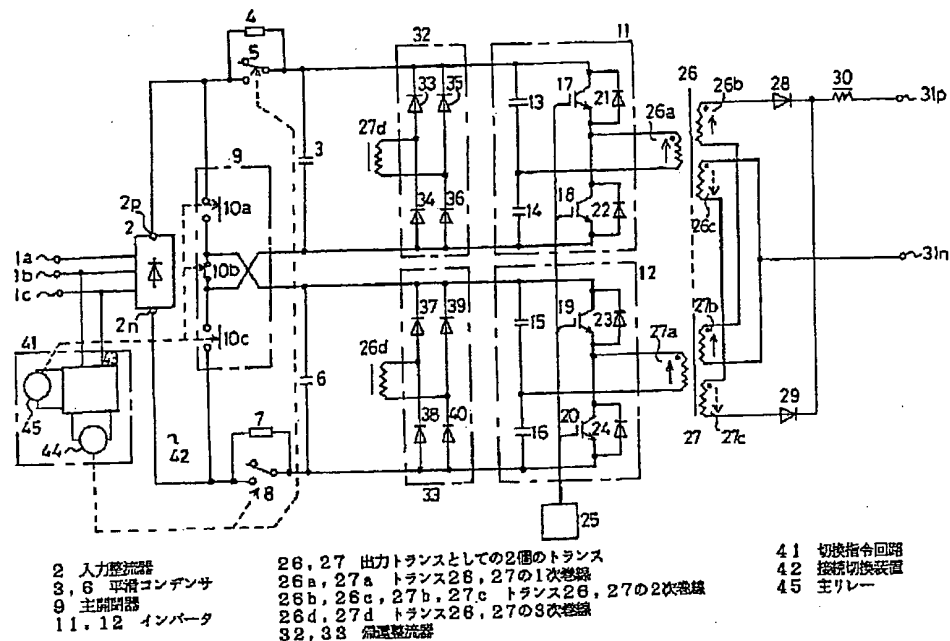 4
5
32
11
33
35
17
21
26
26b
28
30
31p
27d
13
26a
3
9
2p
10a
34
36
14
18
22
26c
2
1a
1b
1c
10b
12
31n
2n
10c
37
39
15
19
23
27a
27b
41
43
26d
6
45
42
7
38
40
16
20
24
29
44
8
33
27
27c
25
2 入力整流器
3,6 平滑コンデンサ
9 主開閉器
11,12 インバータ
26,27 出力トランスとしての2個のトランス
26a,27a トランス26,27の1次巻線
26b,26c,27b,27c トランス26,27の2次巻線
26d,27d トランス26,27の3次巻線
32,33 帰還整流器
41 切換指令回路
42 接続切換装置
45 主リレー